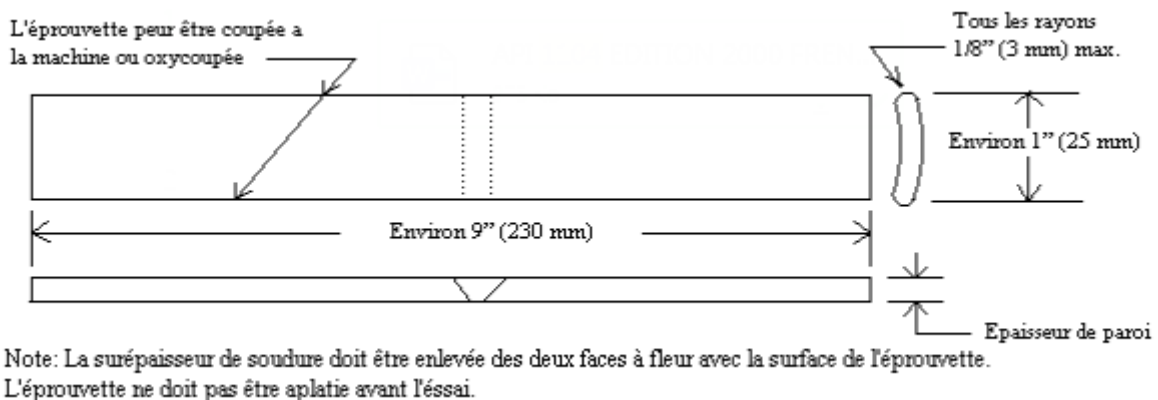 L'éprouvette peur être coupée a
la machine ou oxycoupée
Tous les rayons
1/8” (3 mm) max.
Environ 1” (25 mm)
Environ 9” (230 mm)
Epaisseur de paroi
Note: La surépaisseur de soudure doit être enlevée des deux faces à fleur avec la surface de l'éprouvette.
L'éprouvette ne doit pas être aplatie avant l'éssai.